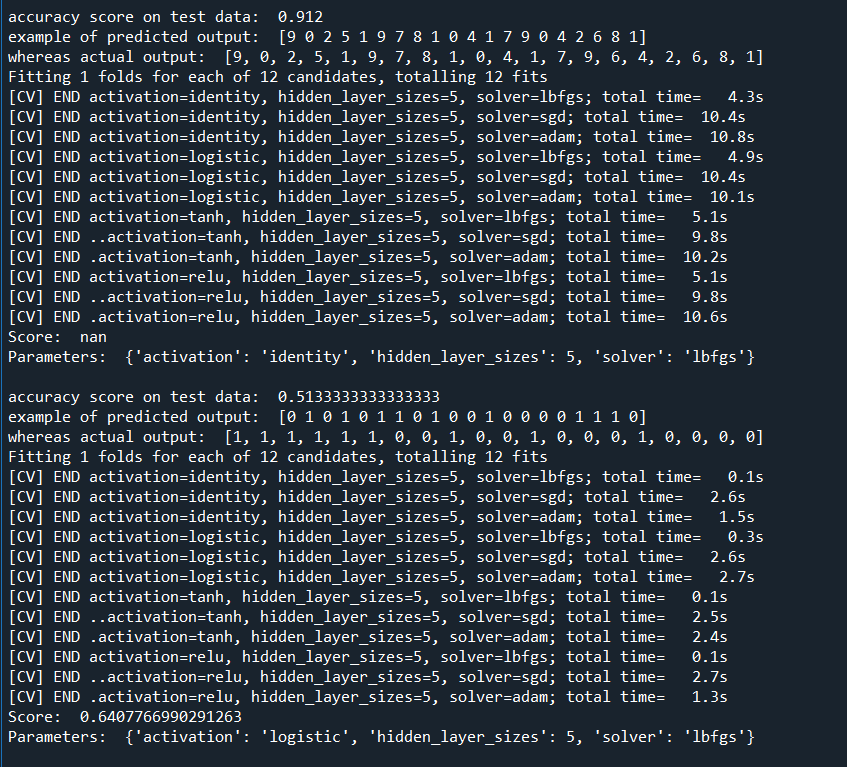 accuracy score on test data:  0.912
example of predicted output:  [9 0 2 5 1 9 7 8 1 0 4 1 7 9 0 4 2 6 8 1]
whereas actual output:  [9, 0, 2, 5, 1, 9, 7, 8, 1, 0, 4, 1, 7, 9, 6, 4, 2, 6, 8, 1]
Fitting 1 folds for each of 12 candidates, totalling 12 fits
[CV] END activation=identity, hidden_layer_sizes=5, solver=lbfgs; total time=   4.3s
[CV] END activation=identity, hidden_layer_sizes=5, solver=sgd; total time=  10.4s
[CV] END activation=identity, hidden_layer_sizes=5, solver=adam; total time=  10.8s
[CV] END activation=logistic, hidden_layer_sizes=5, solver=lbfgs; total time=   4.9s
[CV] END activation=logistic, hidden_layer_sizes=5, solver=sgd; total time=  10.4s
[CV] END activation=logistic, hidden_layer_sizes=5, solver=adam; total time=  10.1s
[CV] END activation=tanh, hidden_layer_sizes=5, solver=lbfgs; total time=   5.1s
[CV] END ..activation=tanh, hidden_layer_sizes=5, solver=sgd; total time=   9.8s
[CV] END .activation=tanh, hidden_layer_sizes=5, solver=adam; total time=  10.2s
[CV] END activation=relu, hidden_layer_sizes=5, solver=lbfgs; total time=   5.1s
[CV] END ..activation=relu, hidden_layer_sizes=5, solver=sgd; total time=   9.8s
[CV] END .activation=relu, hidden_layer_sizes=5, solver=adam; total time=  10.6s
Score:  nan
Parameters:  {'activation': 'identity', 'hidden_layer_sizes': 5, 'solver': 'lbfgs'}
accuracy score on test data:  0.5133333333333333
example of predicted output:  [0 1 0 1 0 1 1 0 1 0 0 1 0 0 0 0 1 1 1 0]
whereas actual output:  [1, 1, 1, 1, 1, 1, 0, 0, 1, 0, 0, 1, 0, 0, 0, 1, 0, 0, 0, 0]
Fitting 1 folds for each of 12 candidates, totalling 12 fits
[CV] END activation=identity, hidden_layer_sizes=5, solver=lbfgs; total time=   0.1s
[CV] END activation=identity, hidden_layer_sizes=5, solver=sgd; total time=   2.6s
[CV] END activation=identity, hidden_layer_sizes=5, solver=adam; total time=   1.5s
[CV] END activation=logistic, hidden_layer_sizes=5, solver=lbfgs; total time=   0.3s
[CV] END activation=logistic, hidden_layer_sizes=5, solver=sgd; total time=   2.6s
[CV] END activation=logistic, hidden_layer_sizes=5, solver=adam; total time=   2.7s
[CV] END activation=tanh, hidden_layer_sizes=5, solver=lbfgs; total time=   0.1s
[CV] END ..activation=tanh, hidden_layer_sizes=5, solver=sgd; total time=   2.5s
[CV] END .activation=tanh, hidden_layer_sizes=5, solver=adam; total time=   2.4s
[CV] END activation=relu, hidden_layer_sizes=5, solver=lbfgs; total time=   0.1s
[CV] END ..activation=relu, hidden_layer_sizes=5, solver=sgd; total time=   2.7s
[CV] END .activation=relu, hidden_layer_sizes=5, solver=adam; total time=   1.3s
Score:  0.6407766990291263
Parameters:  {'activation': 'logistic', 'hidden_layer_sizes': 5, 'solver': 'lbfgs'}